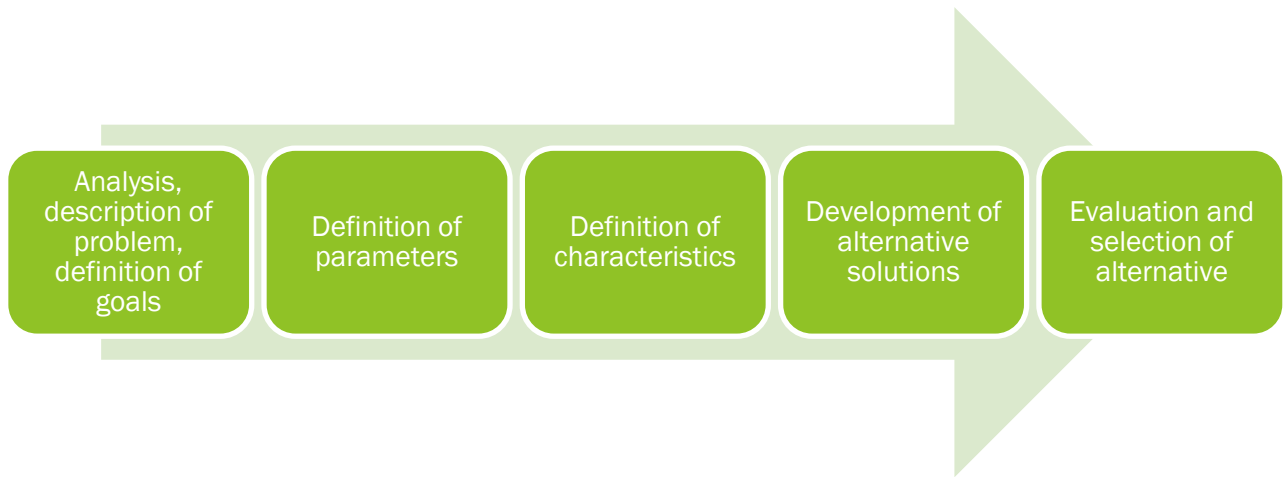 Analysis,
description of
problem,
definition of
goals
Definition of
parameters
Definition of
characteristics
Development of
alternative
solutions
Evaluation and
selection of
alternative